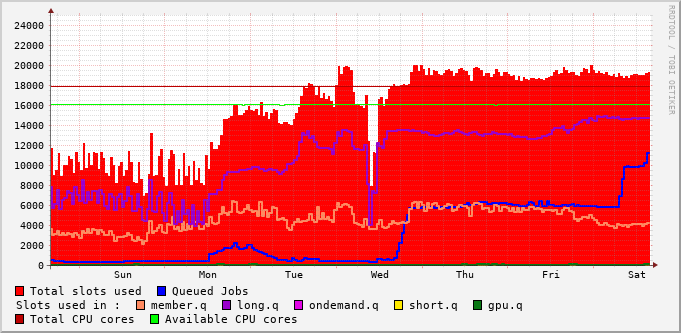 RRDTOOL / TOBI OETIKER
24000
22000
20000
18000
16000
14000
12000
10000
8000
6000
4000
2000
0
Sun Mon Tue Wed Thu Fri Sat
Total slots used Queued Jobs
Slots used in : member.q long.q ondemand.q short.q gpu.q
Total CPU cores Available CPU cores